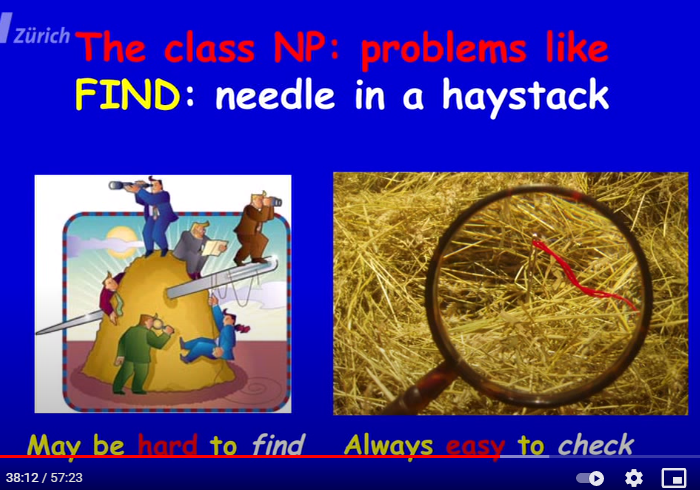 Zürich
The class NP: problems like
FIND: needle in a haystack
May be hard to find
Always easy to check
38:12 / 57:23